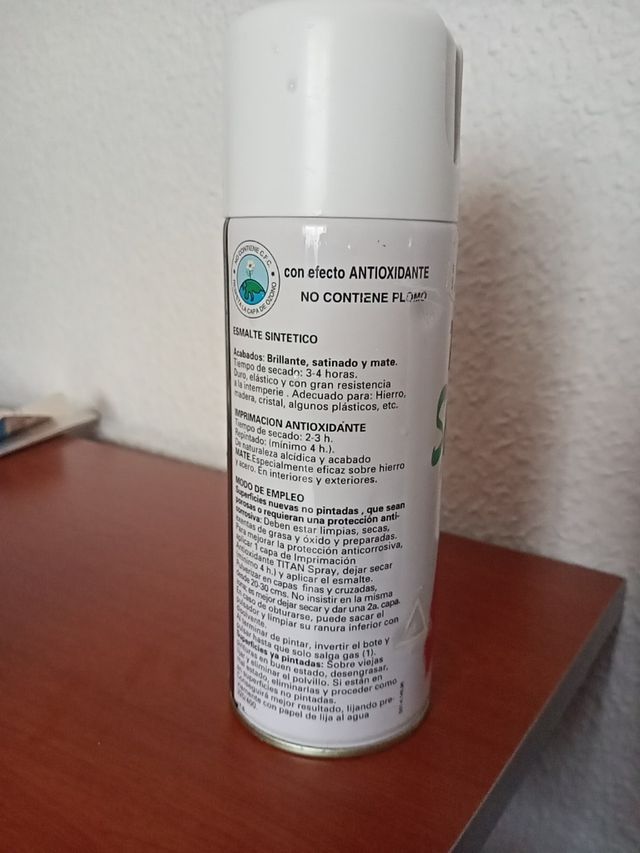 NO CONTIENE C.F.C.
LA CAPA DE OZONO
con efecto ANTIOXIDANTE
NO CONTIENE PLOMO
ESMALTE SINTETICO
Acabados: Brillante, satinado y mate.
Tiempo de secado: 3-4 horas.
Duro, elástico y con gran resistencia
a la intemperie . Adecuado para: Hierro,
madera, cristal, algunos plásticos, etc.
IMPRIMACION ANTIOXIDANTE
Tiempo de secado: 2-3 h.
Repintado: (mínimo 4 h.).
De naturaleza alcídica y acabado
MATE. Especialmente eficaz sobre hierro
y acero. En interiores y exteriores.
MODO DE EMPLEO
Superficies nuevas no pintadas , que sean
porosas o requieran una protección anti-
corrosiva: Deben estar limpias, secas,
exentas de grasa y óxido y preparadas.
Para mejorar la protección anticorrosiva,
aplicar 1 capa de Imprimación
Antioxidante TITAN Spray, dejar secar
(mínimo 4 h.) y aplicar el esmalte.
Pulverizar en capas finas y cruzadas,
desde 20-30 cms. No insistir en la misma
es mejor dejar secar y dar una 2a. capa.
En caso de obturarse, puede sacar el
pulsador y limpiar su ranura inferior con
disolvente.
Al terminar de pintar, invertir el bote y
pulsar hasta que solo salga gas (1).
Superficies ya pintadas: Sobre viejas
en buen estado, desengrasar,
y eliminar el polvillo. Si están en
mal estado, eliminarlas y proceder como
en superficies no pintadas.
Conseguirá mejor resultado, lijando pre-
viamente con papel de lija al agua
S